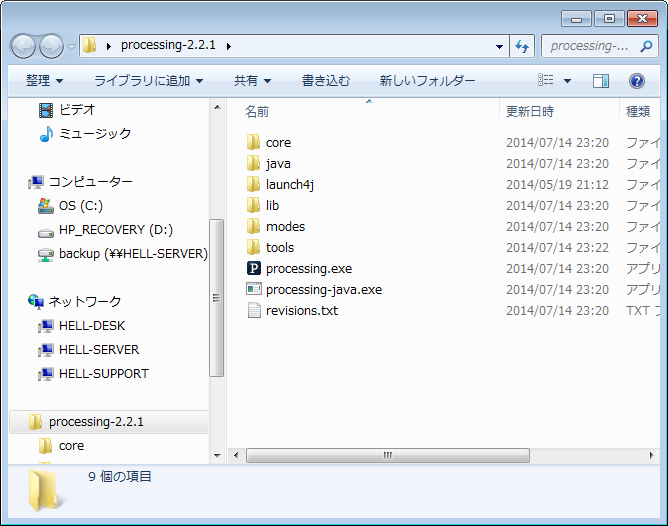 processing-2.2.1
processing-...
整理 ライブラリに追加 共有 書き込む 新しいフォルダー
ビデオ
ミュージック
コンピューター
OS (C:)
HP_RECOVERY (D:)
backup (¥¥HELL-SERVER)
ネットワーク
HELL-DESK
HELL-SERVER
HELL-SUPPORT
processing-2.2.1
core
名前 更新日時 種類
core 2014/07/14 23:20 ファイ
java 2014/07/14 23:20 ファイ
launch4j 2014/05/19 21:12 ファイ
lib 2014/07/14 23:20 ファイ
modes 2014/07/14 23:20 ファイ
tools 2014/07/14 23:22 ファイ
processing.exe 2014/07/14 23:20 アプリ
processing-java.exe 2014/07/14 23:20 アプリ
revisions.txt 2014/07/14 23:20 TXT フ
9 個の項目